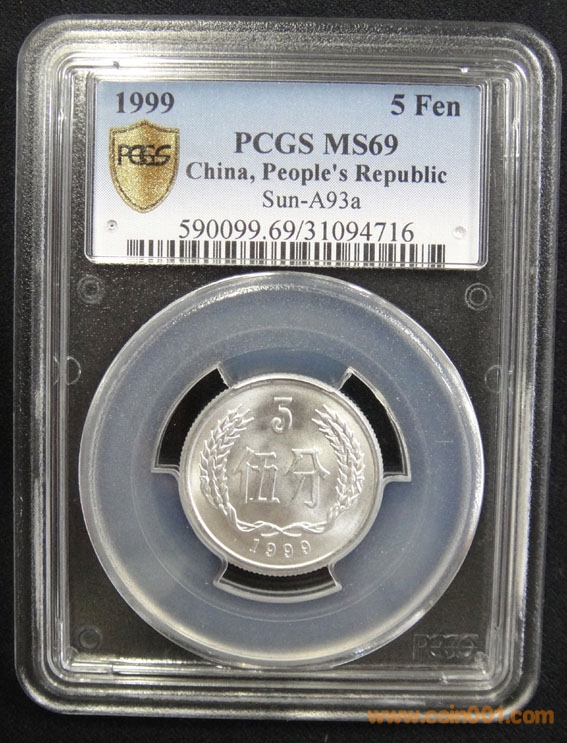 1999
5 Fen
PCGS
PCGS MS69
China, People's Republic
Sun-A93a
590099.69/31094716
5
伍分
1999
PCGS
www.coin001.com